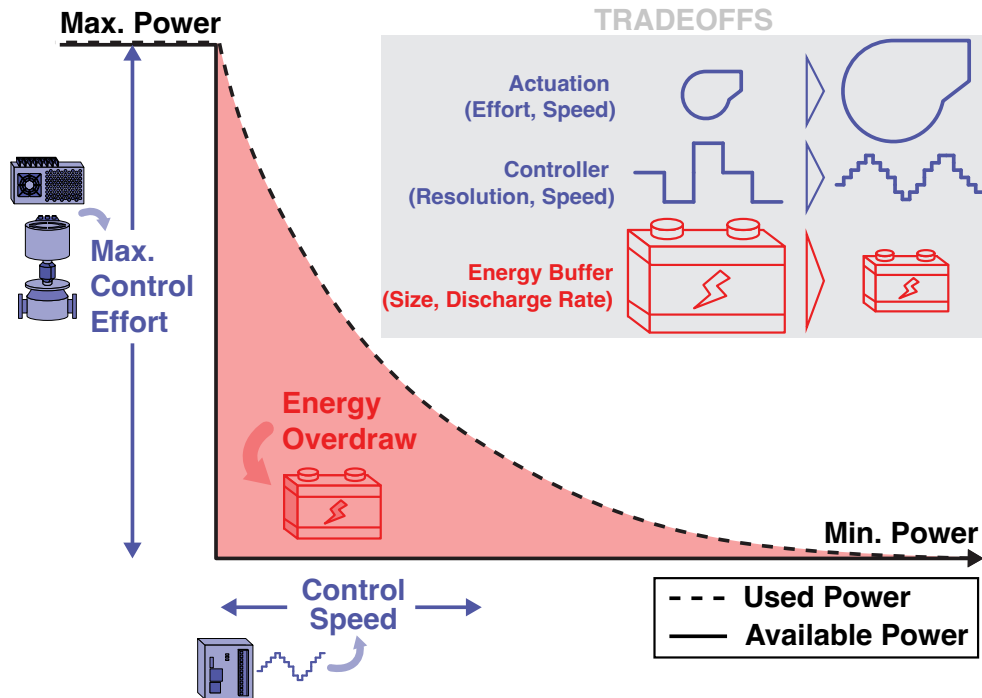 Max. Power
TRADEOFFS
Actuation
(Effort, Speed)
Controller
(Resolution, Speed)
Energy Buffer
(Size, Discharge Rate)
Max.
Control
Effort
Energy
Overdraw
Min. Power
Control
Speed
Used Power
Available Power